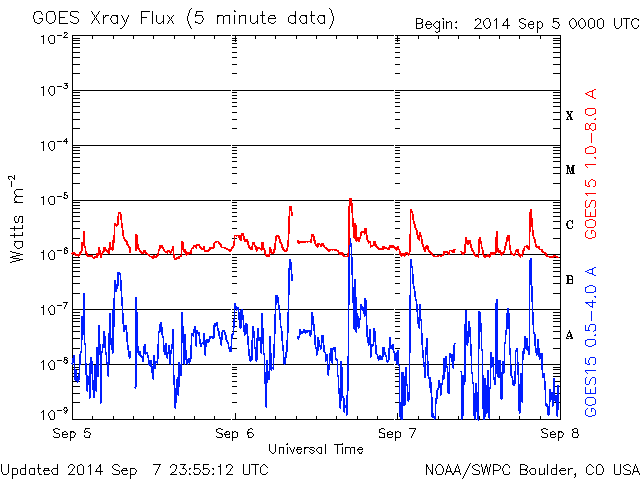 GOES Xray Flux (5 minute data)
Begin: 2014 Sep 5 0000 UTC
10⁻²
10⁻³
10⁻⁴
10⁻⁵
10⁻⁶
10⁻⁷
10⁻⁸
10⁻⁹
Watts m⁻²
X
M
C
B
A
GOES15 1.0–8.0 A
GOES15 0.5–4.0 A
Sep 5
Sep 6
Sep 7
Sep 8
Universal Time
Updated 2014 Sep 7 23:55:12 UTC
NOAA/SWPC Boulder, CO USA